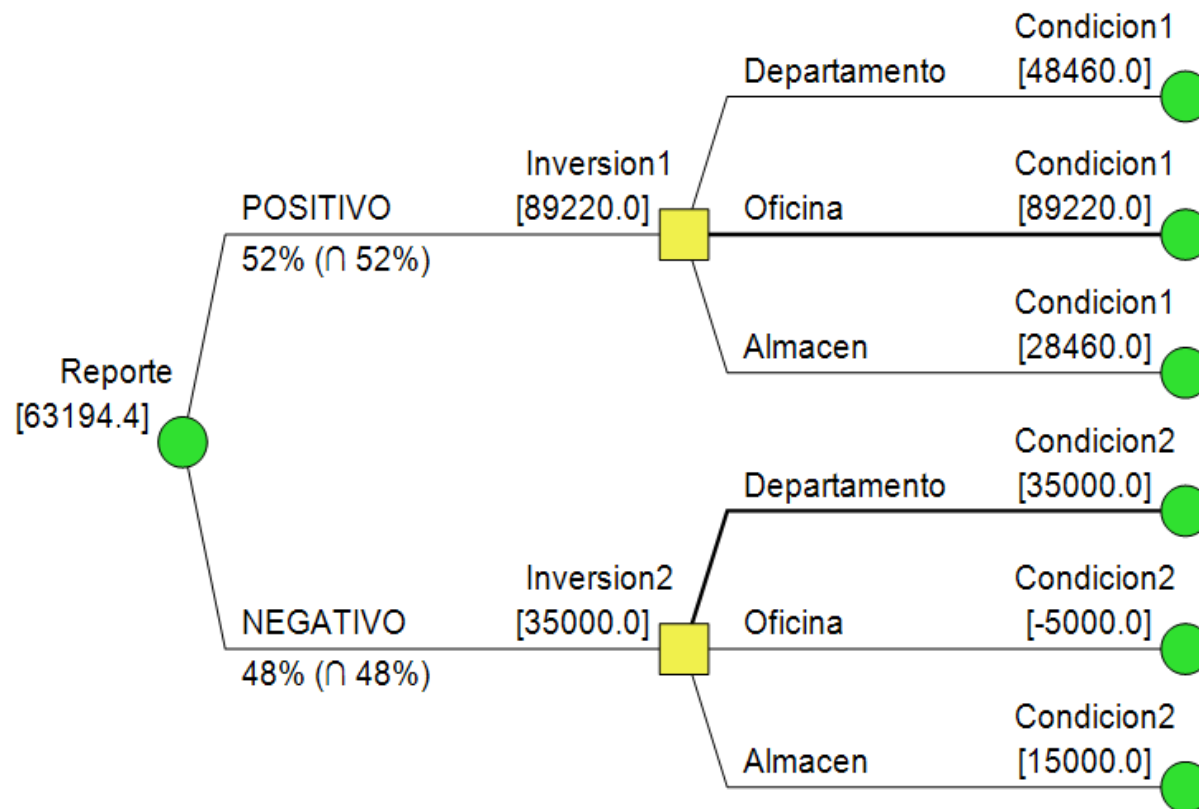 Condicion1
Departamento [48460.0]
Inversion1 Condicion1
POSITIVO [89220.0] Oficina [89220.0]
52% (∩ 52%)
Condicion1
Almacen [28460.0]
Reporte
[63194.4]
Condicion2
Departamento [35000.0]
Inversion2 Condicion2
NEGATIVO [35000.0] Oficina [-5000.0]
48% (∩ 48%)
Condicion2
Almacen [15000.0]